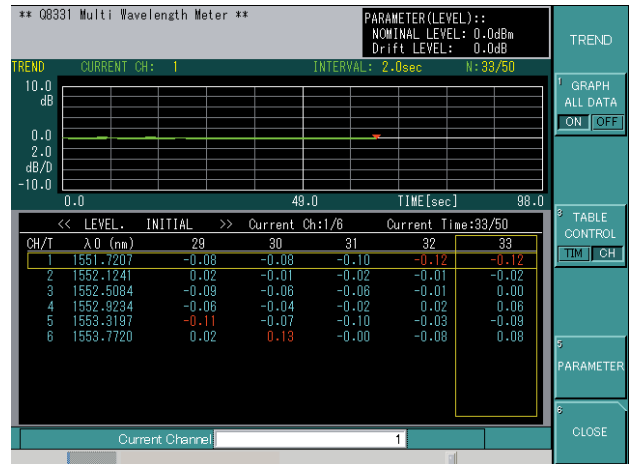 ** Q8331 Multi Wavelength Meter **
PARAMETER(LEVEL)::
NOMINAL LEVEL: 0.0dBm
Drift LEVEL: 0.0dB
TREND
TREND CURRENT CH: 1 INTERVAL: 2.0sec N:33/50
10.0
dB
0.0
2.0
dB/D
-10.0
0.0 49.0 TIME[sec] 98.0
1 GRAPH
ALL DATA
ON OFF
<< LEVEL. INITIAL >> Current Ch:1/6 Current Time:33/50
CH/T λ0 (nm) 29 30 31 32 33
1 1551.7207 -0.08 -0.08 -0.10 -0.12 -0.12
2 1552.1241 0.02 -0.01 -0.02 -0.01 -0.02
3 1552.5084 -0.09 -0.06 -0.06 -0.01 0.00
4 1552.9234 -0.06 -0.04 -0.02 0.02 0.06
5 1553.3197 -0.11 -0.07 -0.10 -0.03 -0.09
6 1553.7720 0.02 0.13 -0.00 -0.08 0.08
3 TABLE
CONTROL
TIM CH
5
PARAMETER
6
CLOSE
Current Channel 1